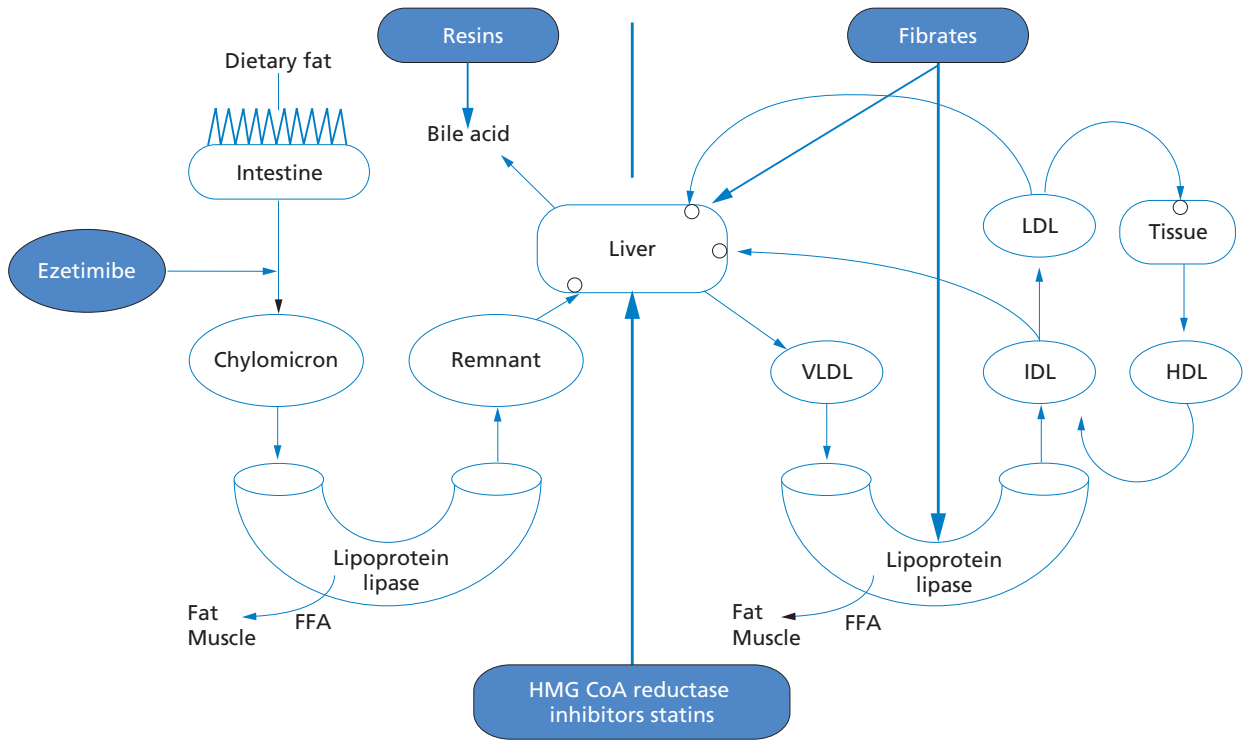 Resins
Fibrates
Dietary fat
Bile acid
Intestine
Liver
LDL
Tissue
Ezetimibe
Chylomicron
Remnant
VLDL
IDL
HDL
Lipoprotein
lipase
Fat
Muscle
FFA
Lipoprotein
lipase
Fat
Muscle
FFA
HMG CoA reductase
inhibitors statins